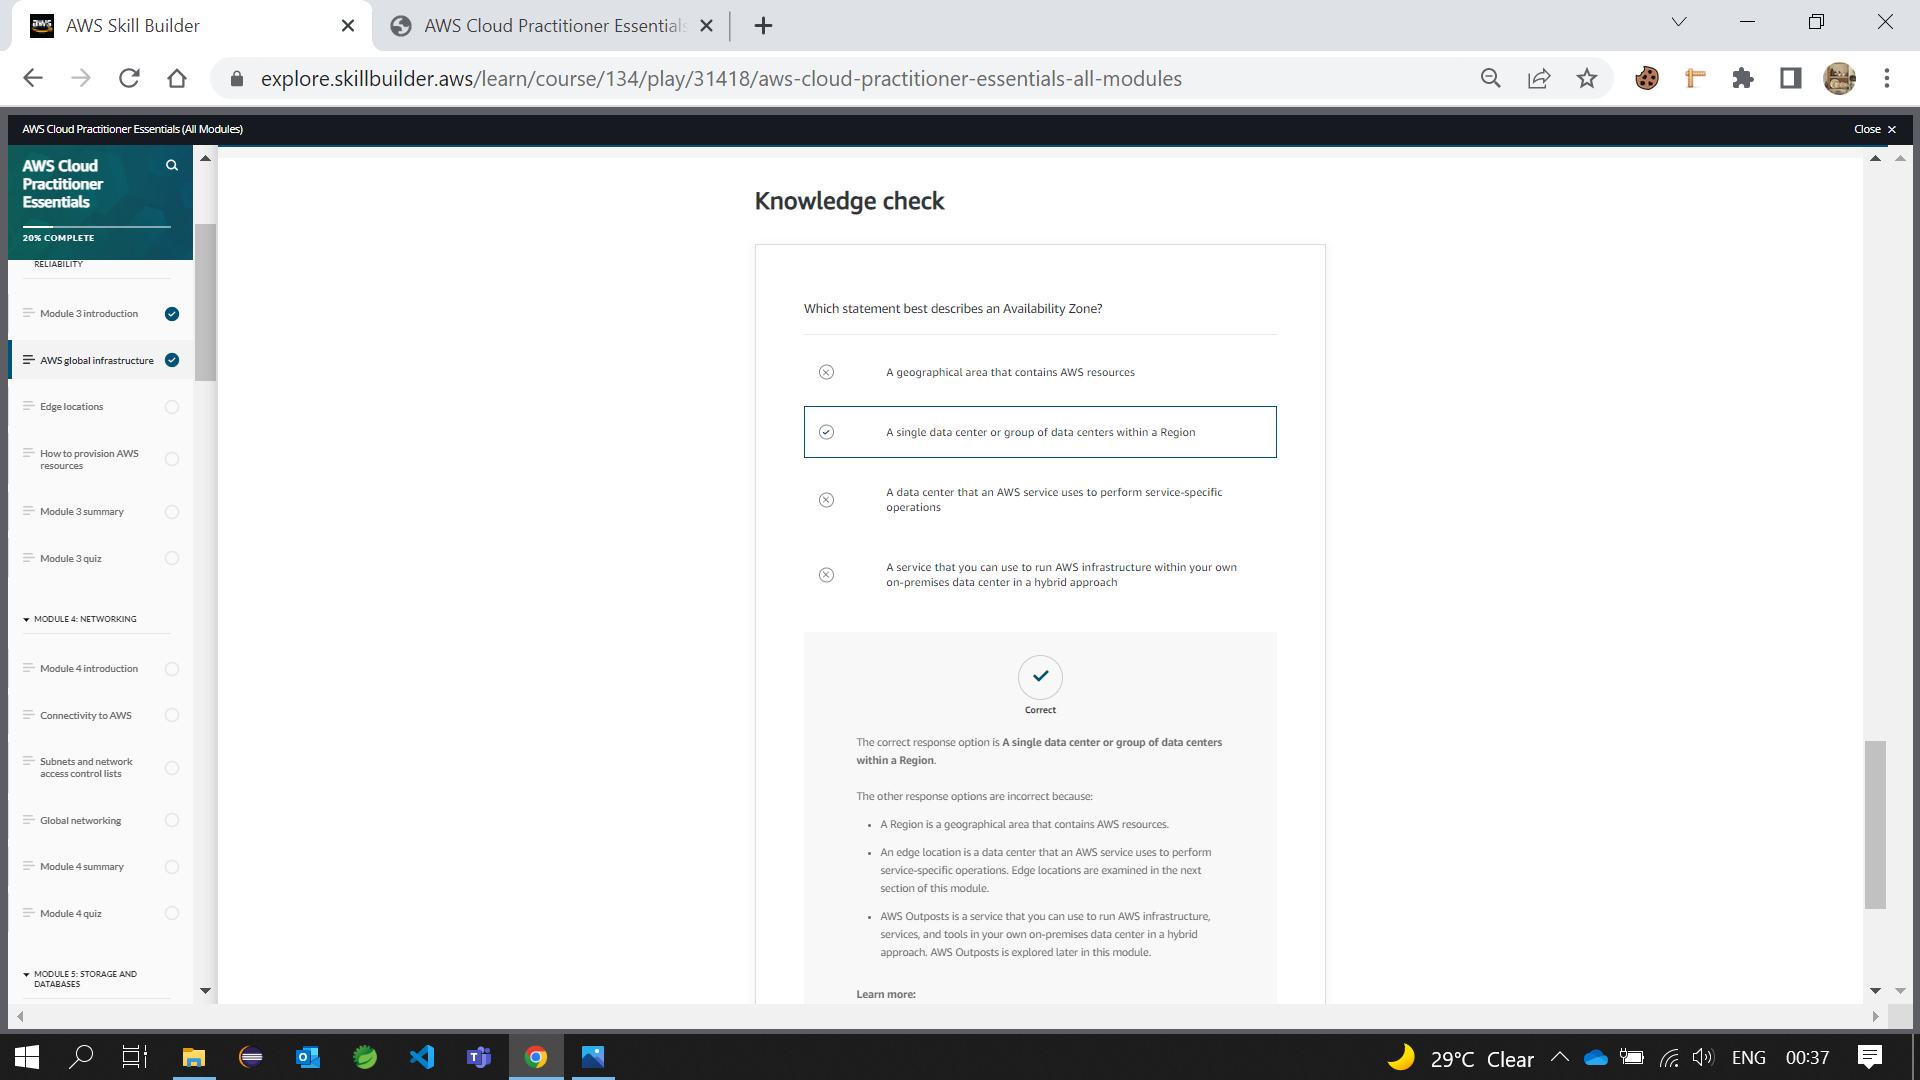 AWS Skill Builder
AWS Cloud Practitioner Essentials
explore.skillbuilder.aws/learn/course/134/play/31418/aws-cloud-practitioner-essentials-all-modules
AWS Cloud Practitioner Essentials (All Modules)
Close
AWS Cloud
Practitioner
Essentials
20% COMPLETE
RELIABILITY
Module 3 introduction
AWS global infrastructure
Edge locations
How to provision AWS
resources
Module 3 summary
Module 3 quiz
MODULE 4: NETWORKING
Module 4 introduction
Connectivity to AWS
Subnets and network
access control lists
Global networking
Module 4 summary
Module 4 quiz
MODULE 5: STORAGE AND
DATABASES
Knowledge check
Which statement best describes an Availability Zone?
A geographical area that contains AWS resources
A single data center or group of data centers within a Region
A data center that an AWS service uses to perform service-specific
operations
A service that you can use to run AWS infrastructure within your own
on-premises data center in a hybrid approach
Correct
The correct response option is A single data center or group of data centers
within a Region.
The other response options are incorrect because:
• A Region is a geographical area that contains AWS resources.
• An edge location is a data center that an AWS service uses to perform
service-specific operations. Edge locations are examined in the next
section of this module.
• AWS Outposts is a service that you can use to run AWS infrastructure,
services, and tools in your own on-premises data center in a hybrid
approach. AWS Outposts is explored later in this module.
Learn more:
29°C Clear
ENG
00:37